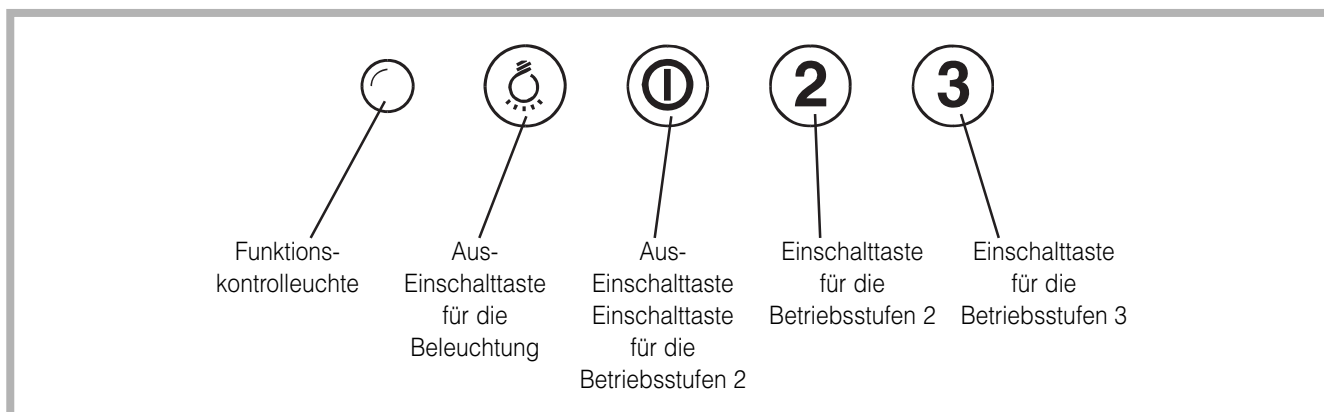 2
3
Funktions-
kontrolleuchte
Aus-
Einschalttaste
für die
Beleuchtung
Aus-
Einschalttaste
Einschalttaste
für die
Betriebsstufen 2
Einschalttaste
für die
Betriebsstufen 2
Einschalttaste
für die
Betriebsstufen 3